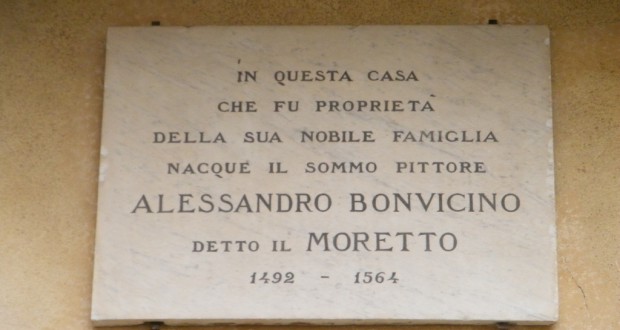 IN QUESTA CASA
CHE FU PROPRIETÀ
DELLA SUA NOBILE FAMIGLIA
NACQUE IL SOMMO PITTORE
ALESSANDRO BONVICINO
DETTO IL MORETTO
1492 - 1564